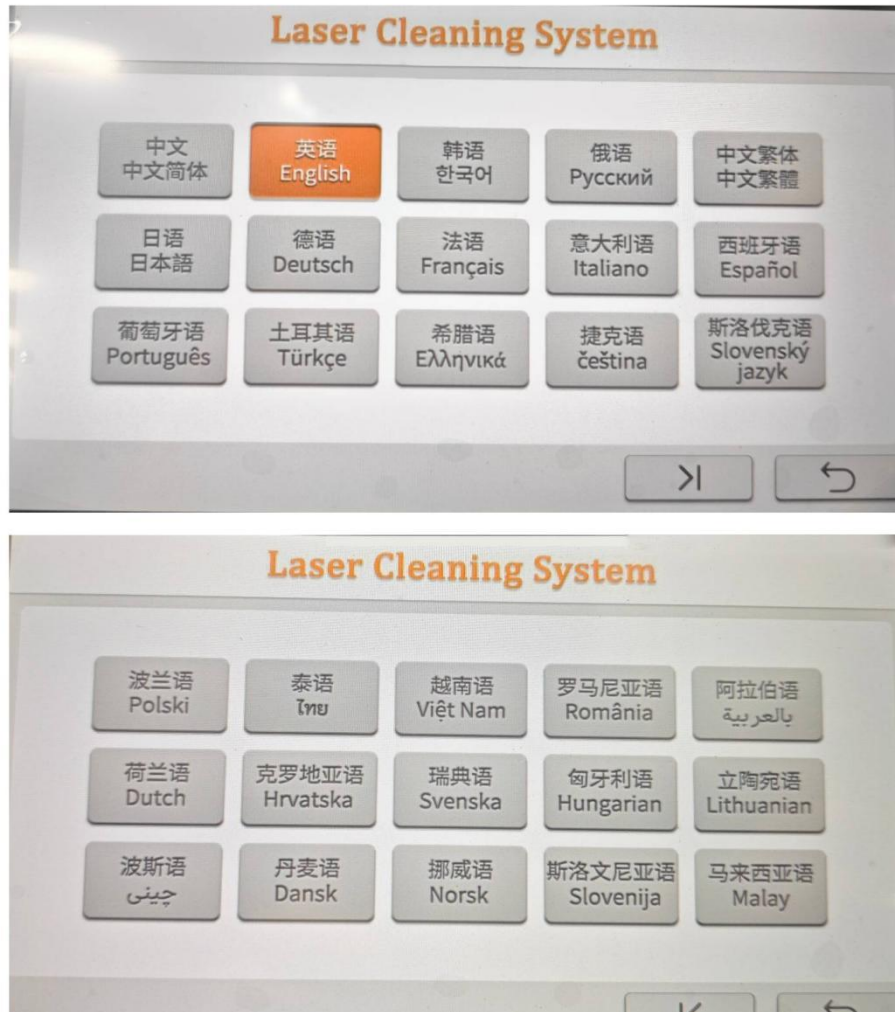 Laser Cleaning System
中文
中文简体
英语
English
韩语
한국어
俄语
Русский
中文繁体
中文繁體
日语
日本語
德语
Deutsch
法语
Français
意大利语
Italiano
西班牙语
Español
葡萄牙语
Português
土耳其语
Türkçe
希腊语
Ελληνικά
捷克语
čeština
斯洛伐克语
Slovenský
jazyk
Laser Cleaning System
波兰语
Polski
泰语
ไทย
越南语
Việt Nam
罗马尼亚语
România
阿拉伯语
بالعربية
荷兰语
Dutch
克罗地亚语
Hrvatska
瑞典语
Svenska
匈牙利语
Hungarian
立陶宛语
Lithuanian
波斯语
چینی
丹麦语
Dansk
挪威语
Norsk
斯洛文尼亚语
Slovenija
马来西亚语
Malay